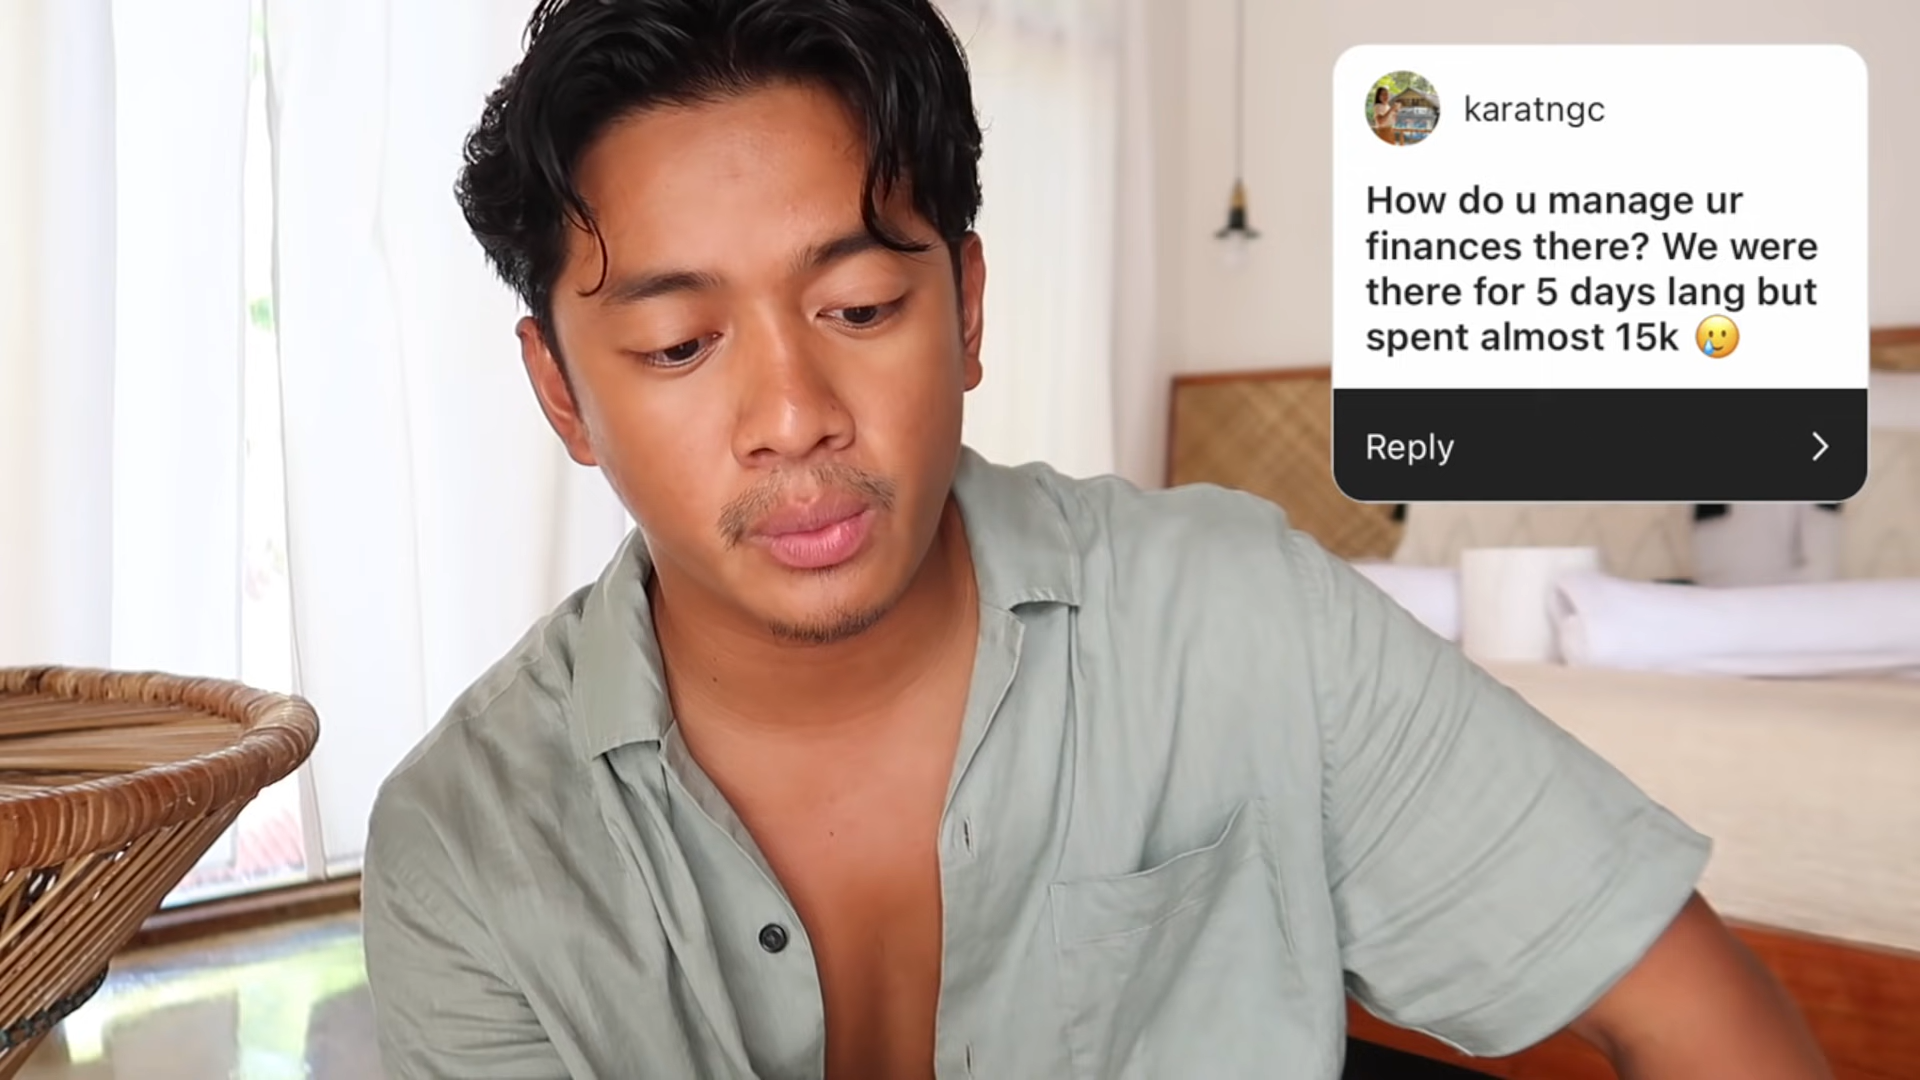 karatngc
How do u manage ur
finances there? We were
there for 5 days lang but
spent almost 15k 🥲
Reply